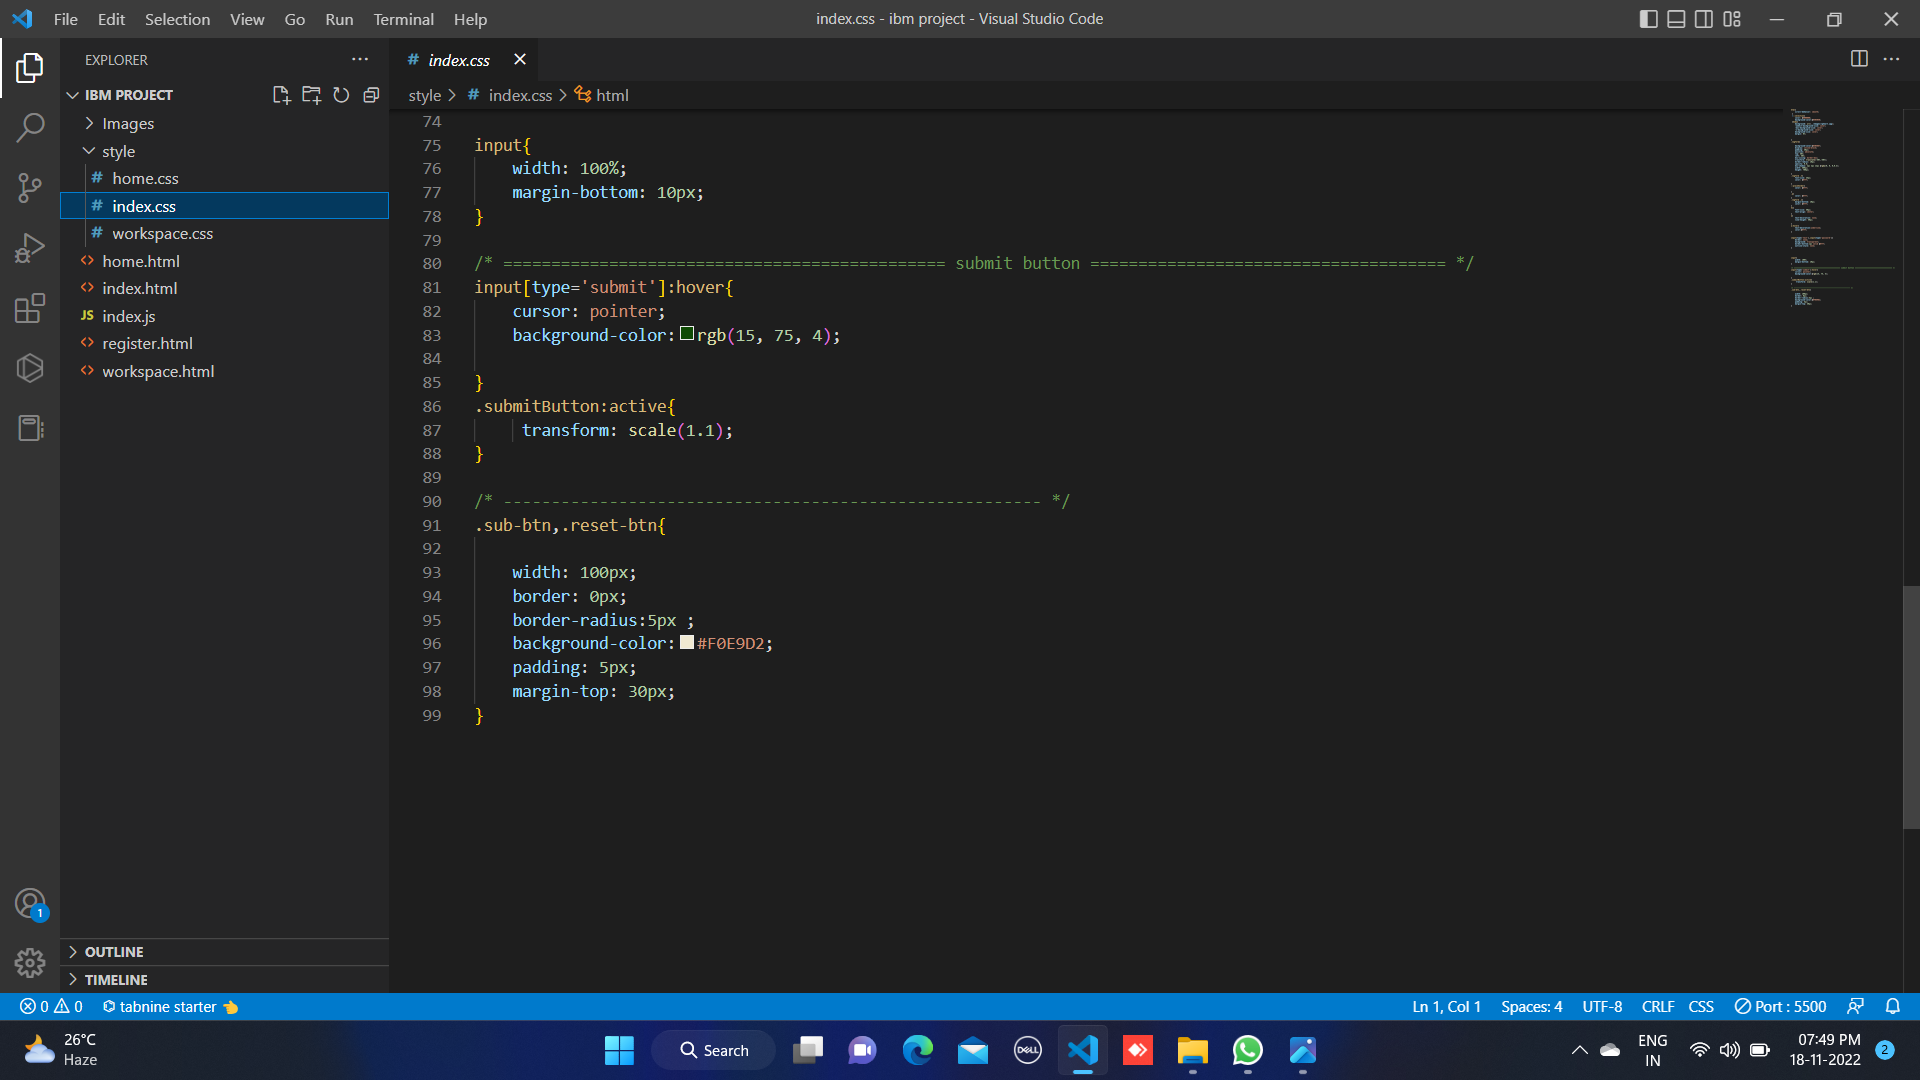 File Edit Selection View Go Run Terminal Help
index.css - ibm project - Visual Studio Code
EXPLORER
IBM PROJECT
Images
style
# home.css
# index.css
# workspace.css
<> home.html
<> index.html
JS index.js
<> register.html
<> workspace.html
OUTLINE
TIMELINE
# index.css
style > # index.css > html
74
75 input{
76 width: 100%;
77 margin-bottom: 10px;
78 }
79
80 /* ============================================== submit button ===================================== */
81 input[type='submit']:hover{
82 cursor: pointer;
83 background-color: rgb(15, 75, 4);
84
85 }
86 .submitButton:active{
87 transform: scale(1.1);
88 }
89
90 /* -------------------------------------------------------- */
91 .sub-btn,.reset-btn{
92
93 width: 100px;
94 border: 0px;
95 border-radius:5px ;
96 background-color: #F0E9D2;
97 padding: 5px;
98 margin-top: 30px;
99 }
1
0 0 tabnine starter
Ln 1, Col 1 Spaces: 4 UTF-8 CRLF CSS Port : 5500
26°C
Haze
Search
DELL
ENG
IN
07:49 PM
18-11-2022
2